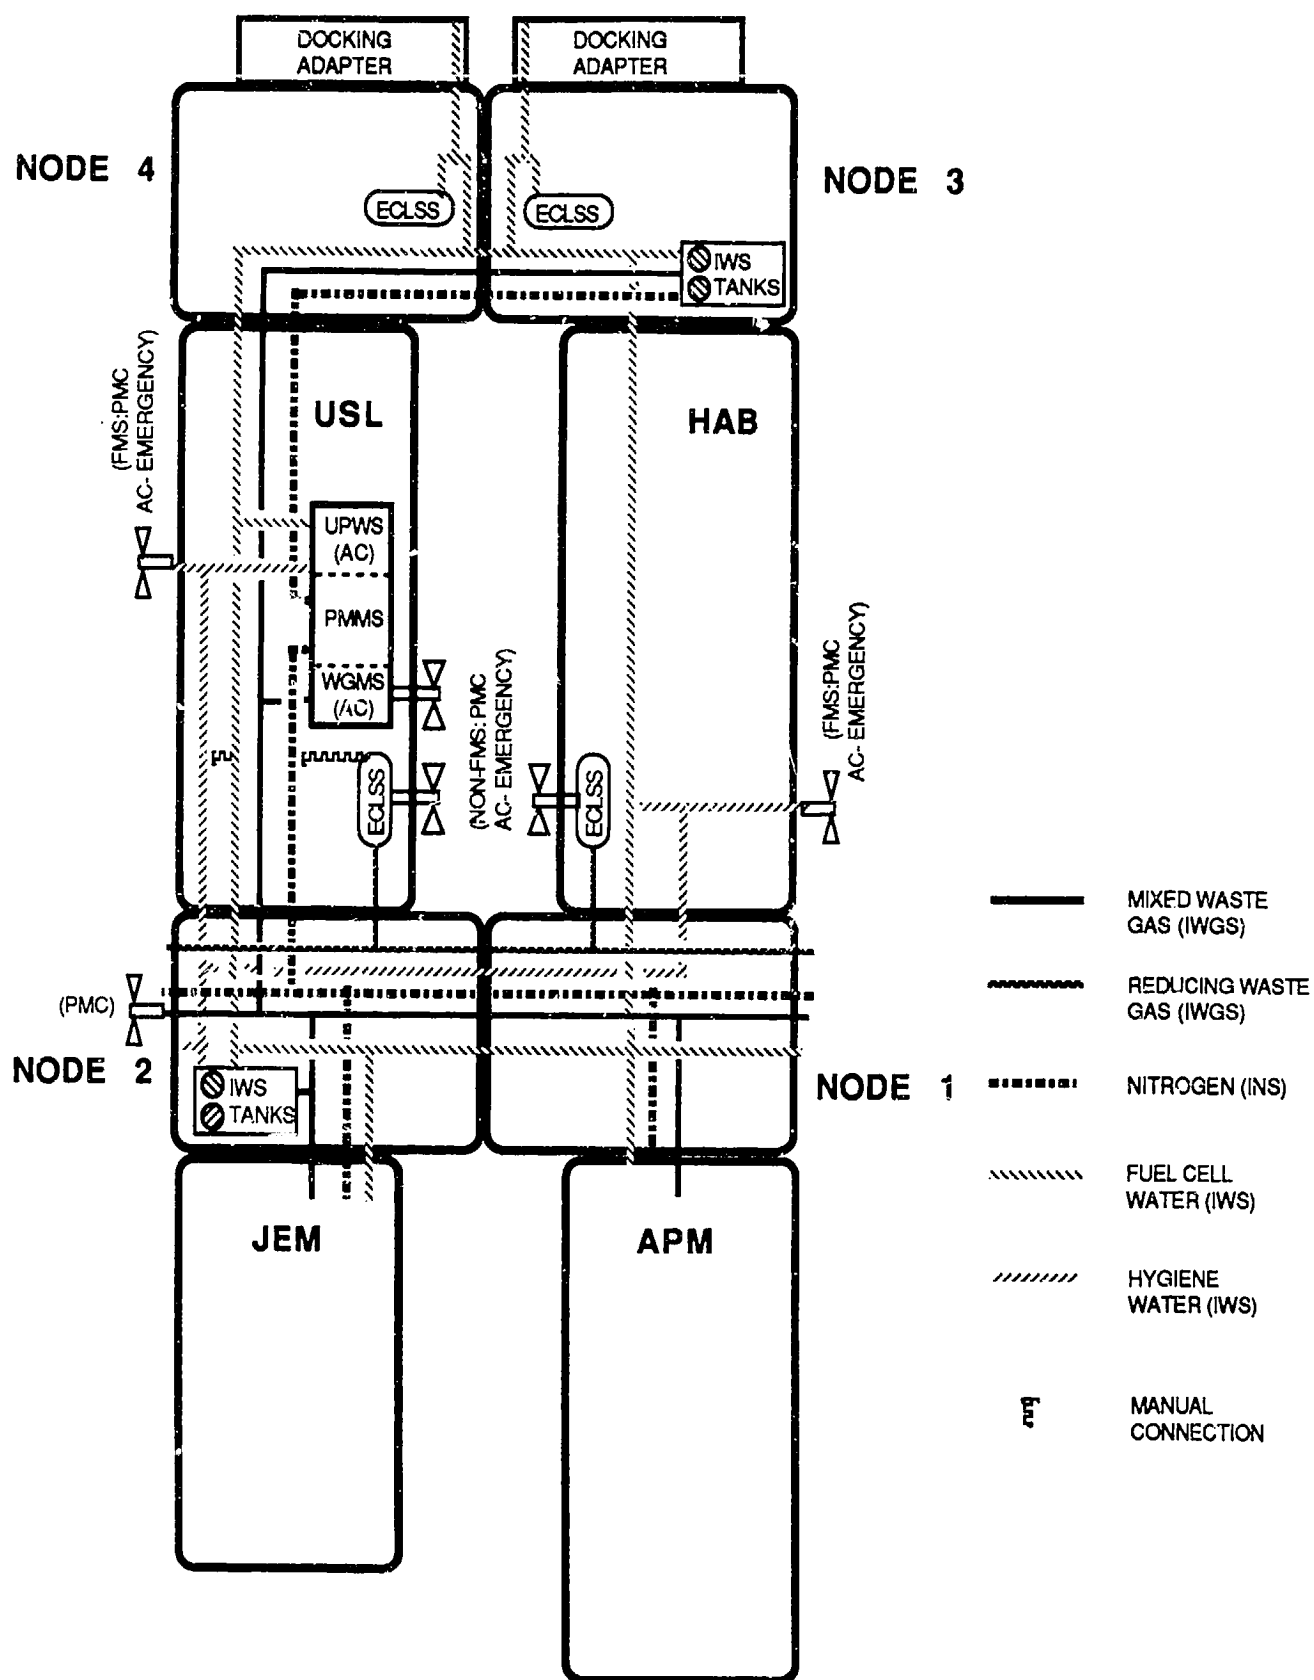 DOCKING
ADAPTER
DOCKING
ADAPTER
NODE 4
NODE 3
ECLSS
ECLSS
IWS
TANKS
(FMS:PMC
AC- EMERGENCY)
USL
HAB
UPWS
(AC)
PMMS
WGMS
(AC)
ECLSS
(NON-FMS: PMC
AC- EMERGENCY)
ECLSS
(FMS:PMC
AC- EMERGENCY)
(PMC)
NODE 2
IWS
TANKS
NODE 1
JEM
APM
MIXED WASTE
GAS (IWGS)
REDUCING WASTE
GAS (IWGS)
NITROGEN (INS)
FUEL CELL
WATER (IWS)
HYGIENE
WATER (IWS)
MANUAL
CONNECTION